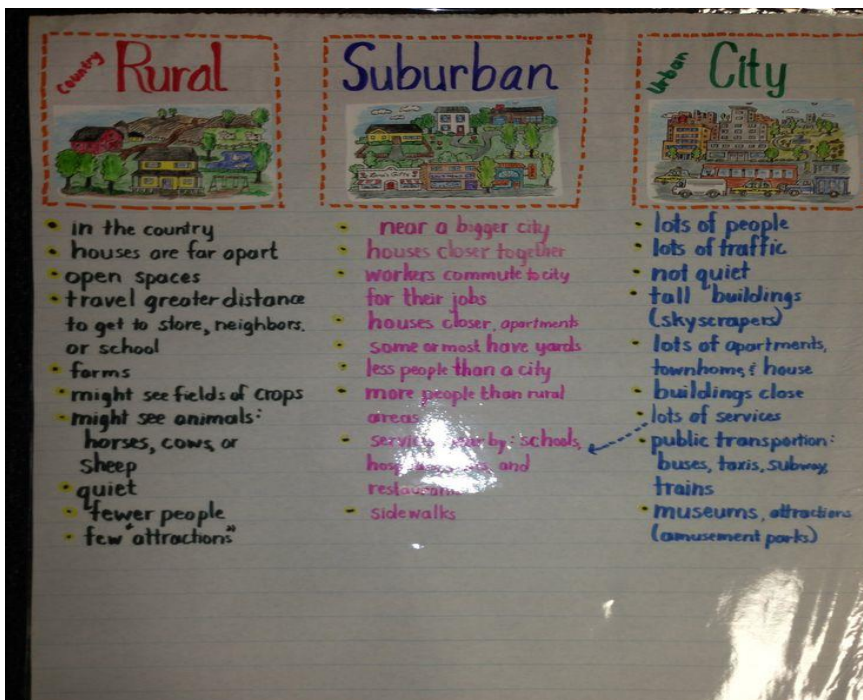 Country Rural
in the country
houses are far apart
open spaces
travel greater distance
to get to store, neighbors.
or school
farms
might see fields of crops
might see animals:
horses, cows, or
sheep
quiet
fewer people
few "attractions"
Suburban
near a bigger city
houses closer together
workers commute to city
for their jobs
houses closer, apartments
some or most have yards
less people than a city
more people than rural
areas
nearby: schools,
and
sidewalks
Urban City
lots of people
lots of traffic
not quiet
tall buildings
(skyscrapers)
lots of apartments,
townhome, & house
buildings close
lots of services
public transportion:
buses, taxis, subway,
trains
museums, attractions
(amusement parks)